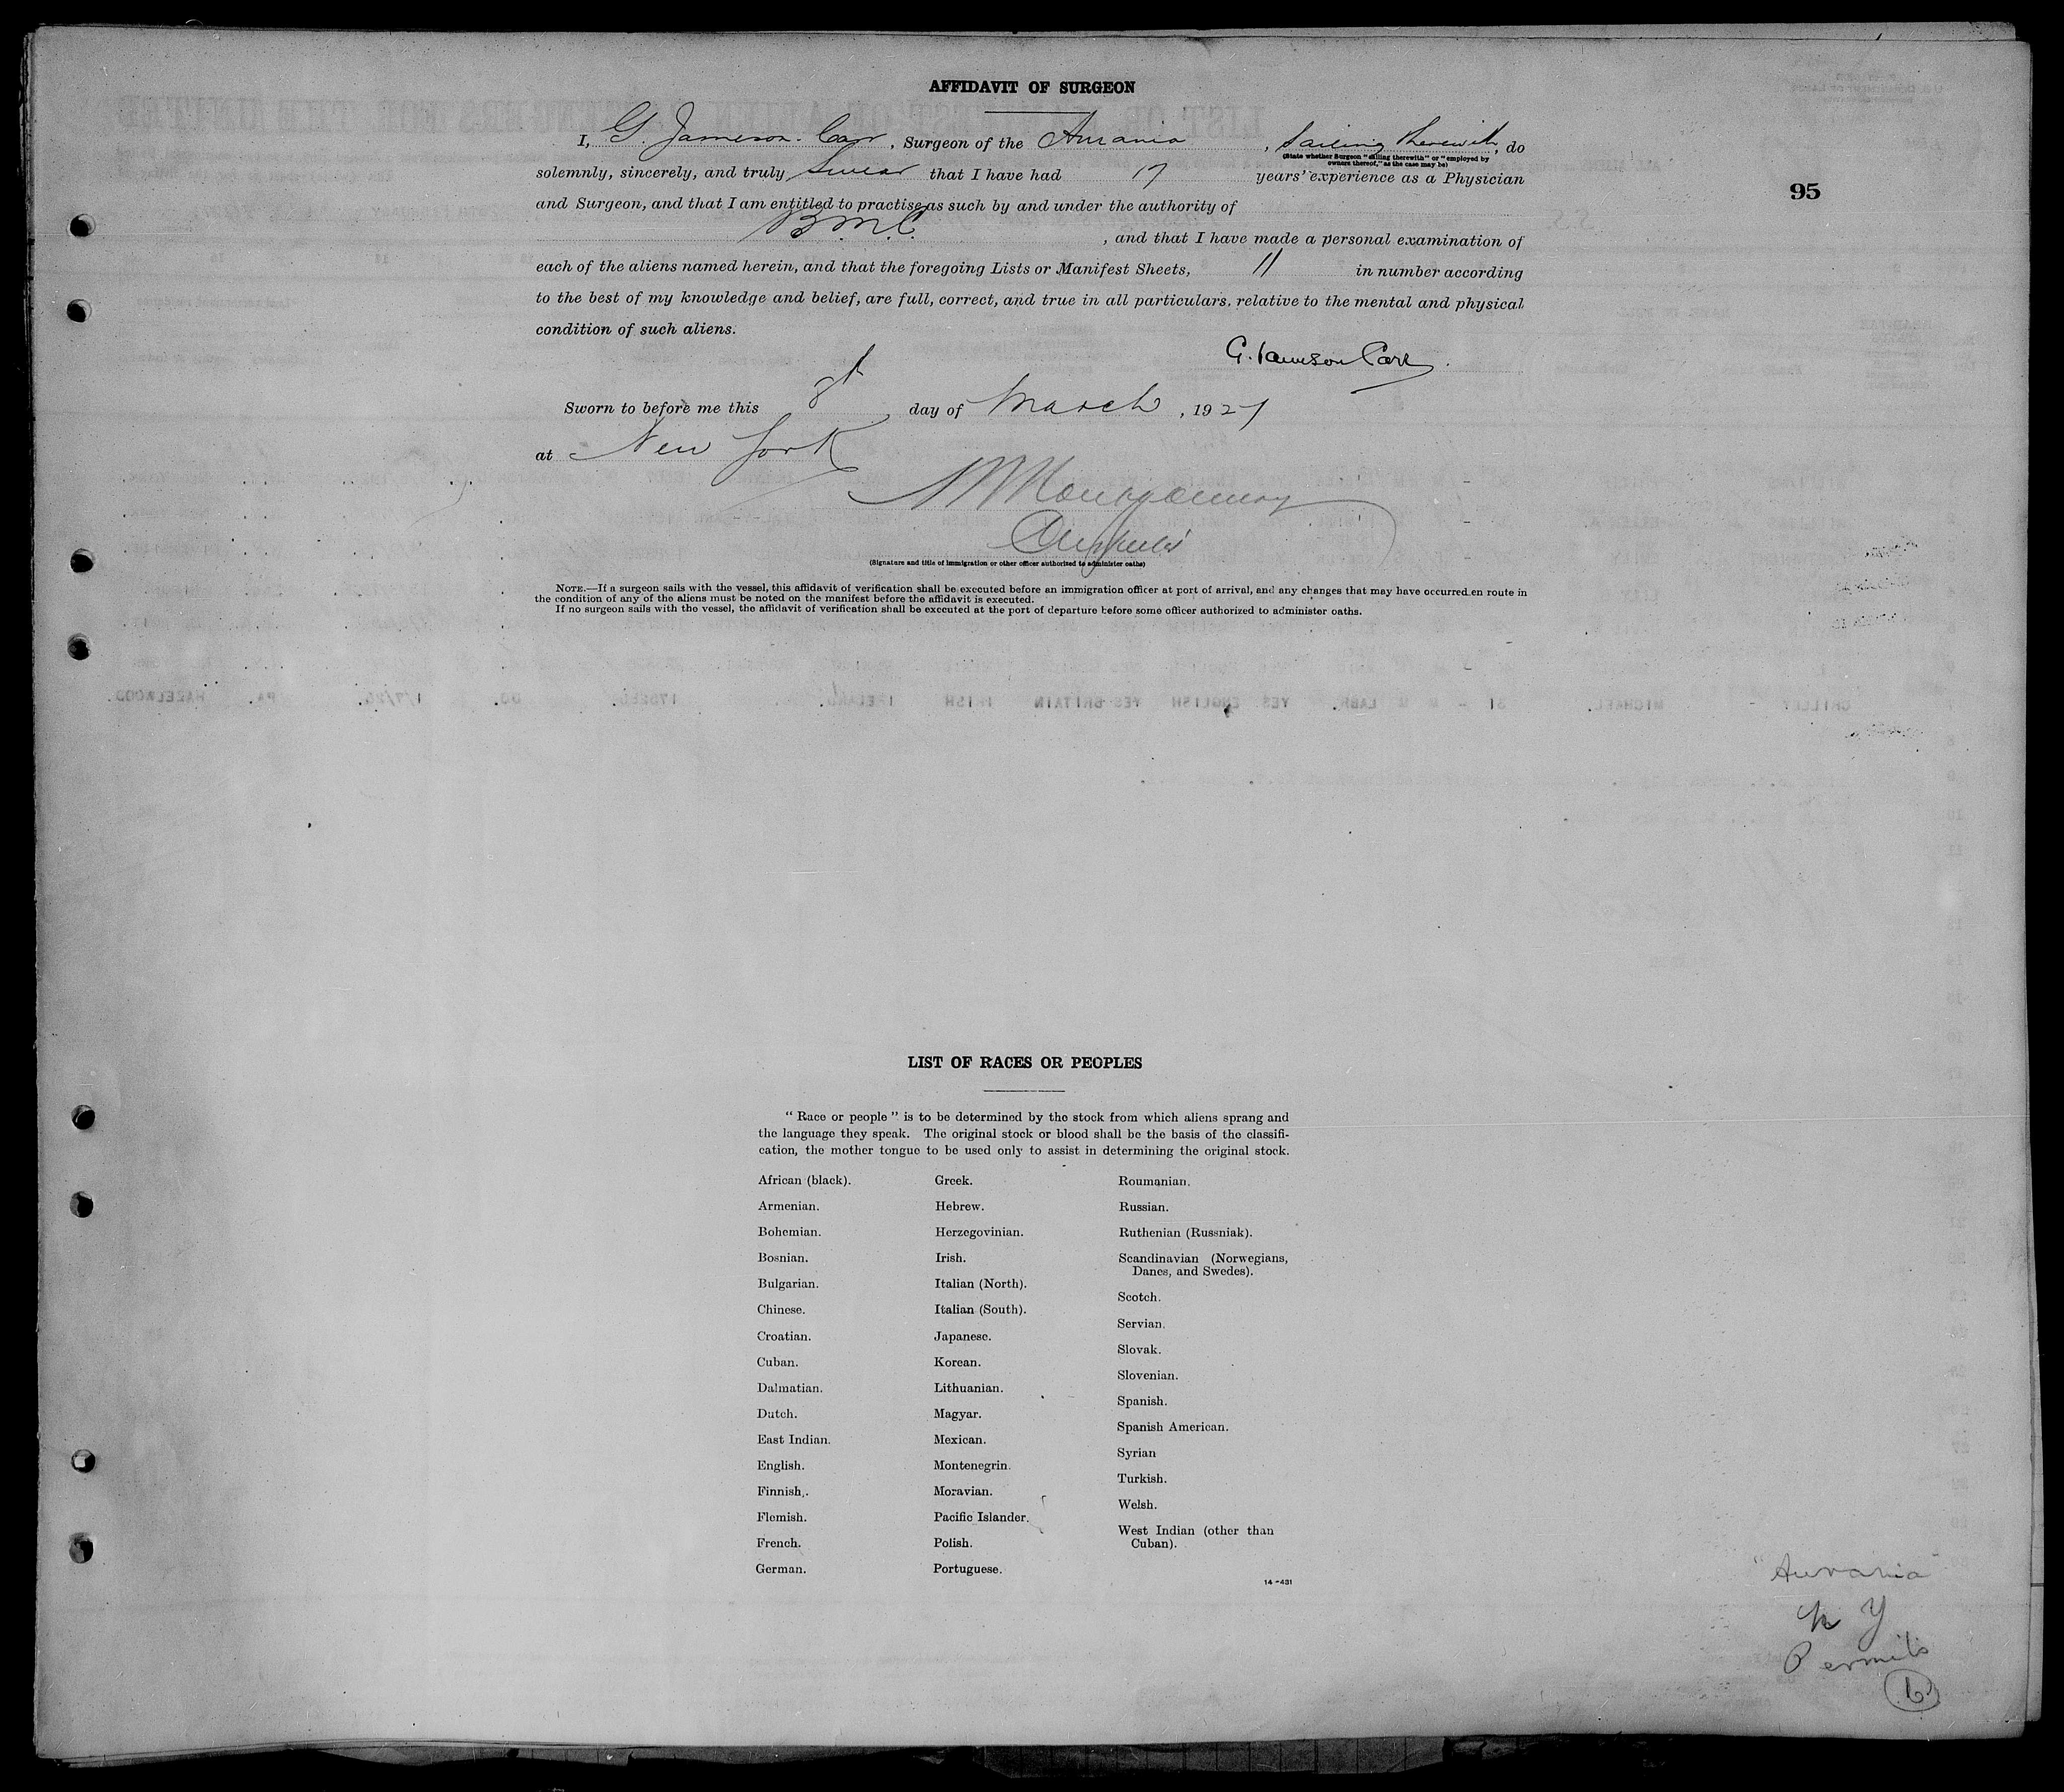 AFFIDAVIT OF SURGEON
I, G. Jameson-Carr, Surgeon of the Aurania, Sailing therewith, do
(State whether Surgeon "sailing therewith" or "employed by
owners thereof," as the case may be)
solemnly, sincerely, and truly Swear that I have had 17 years' experience as a Physician
95
and Surgeon, and that I am entitled to practise as such by and under the authority of
B.M.C. , and that I have made a personal examination of
each of the aliens named herein, and that the foregoing Lists or Manifest Sheets, 11 in number according
to the best of my knowledge and belief, are full, correct, and true in all particulars, relative to the mental and physical
condition of such aliens.
G. Jameson Carr.
Sworn to before me this 8th day of March, 1927
at New York
Montgomery
(Signature and title of immigration or other officer authorized to administer oaths)
NOTE.—If a surgeon sails with the vessel, this affidavit of verification shall be executed before an immigration officer at port of arrival, and any changes that may have occurred en route in
the condition of any of the aliens must be noted on the manifest before the affidavit is executed.
If no surgeon sails with the vessel, the affidavit of verification shall be executed at the port of departure before some officer authorized to administer oaths.
LIST OF RACES OR PEOPLES
"Race or people" is to be determined by the stock from which aliens sprang and
the language they speak. The original stock or blood shall be the basis of the classifi-
cation, the mother tongue to be used only to assist in determining the original stock.
African (black).
Armenian.
Bohemian.
Bosnian.
Bulgarian.
Chinese.
Croatian.
Cuban.
Dalmatian.
Dutch.
East Indian.
English.
Finnish.
Flemish.
French.
German.
Greek.
Hebrew.
Herzegovinian.
Irish.
Italian (North).
Italian (South).
Japanese.
Korean.
Lithuanian.
Magyar.
Mexican.
Montenegrin.
Moravian.
Pacific Islander.
Polish.
Portuguese.
Roumanian.
Russian.
Ruthenian (Russniak).
Scandinavian (Norwegians,
Danes, and Swedes).
Scotch.
Servian.
Slovak.
Slovenian.
Spanish.
Spanish American.
Syrian
Turkish.
Welsh.
West Indian (other than
Cuban).
14-431
"Aurania"
N Y
Permits
6